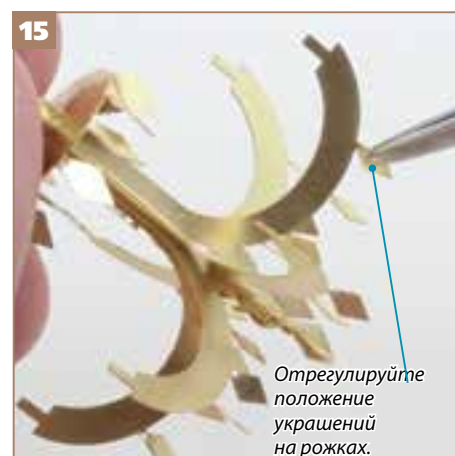 15
Отрегулируйте
положение
украшений
на рожках.